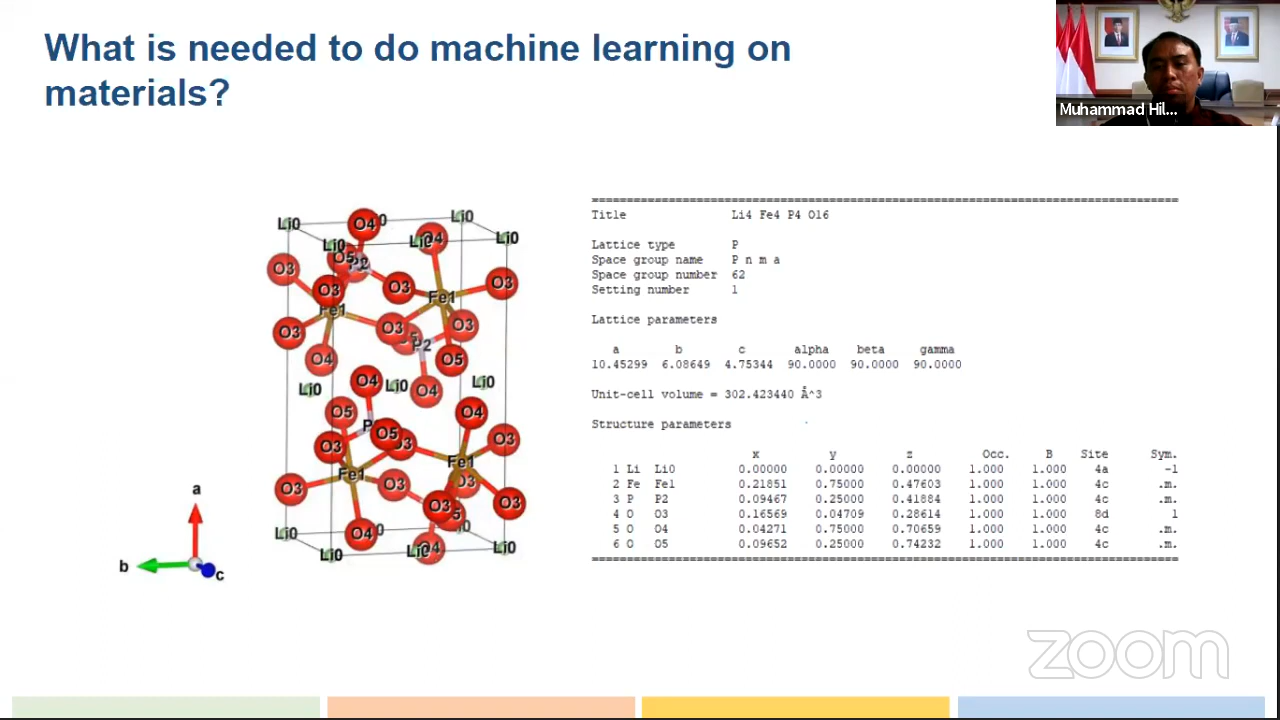 What is needed to do machine learning on
materials?
Muhammad Hil...
Title Li4 Fe4 P4 O16
Lattice type P
Space group name P n m a
Space group number 62
Setting number 1
Lattice parameters
a b c alpha beta gamma
10.45299 6.08649 4.75344 90.0000 90.0000 90.0000
Unit-cell volume = 302.423440 Å^3
Structure parameters
x y z Occ. B Site Sym.
1 Li Li0 0.00000 0.00000 0.00000 1.000 1.000 4a -1
2 Fe Fe1 0.21851 0.75000 0.47603 1.000 1.000 4c .m.
3 P P2 0.09467 0.25000 0.41884 1.000 1.000 4c .m.
4 O O3 0.16569 0.04709 0.28614 1.000 1.000 8d 1
5 O O4 0.04271 0.75000 0.70659 1.000 1.000 4c .m.
6 O O5 0.09652 0.25000 0.74232 1.000 1.000 4c .m.
Li0 O4 Li0
Li0 O4 Li0
O3 O5 P2
O3 O3 O3
Fe1 Fe1
O3 O3 O3
P2
O4 O5
Li0 O4 Li0 O4 Li0
O5 O4
O3 O5 O3 O3
Fe1 Fe1
O3 O3 O3
O3 O3
Li0 O4
Li0 O4 Li0
a
b
c
zoom